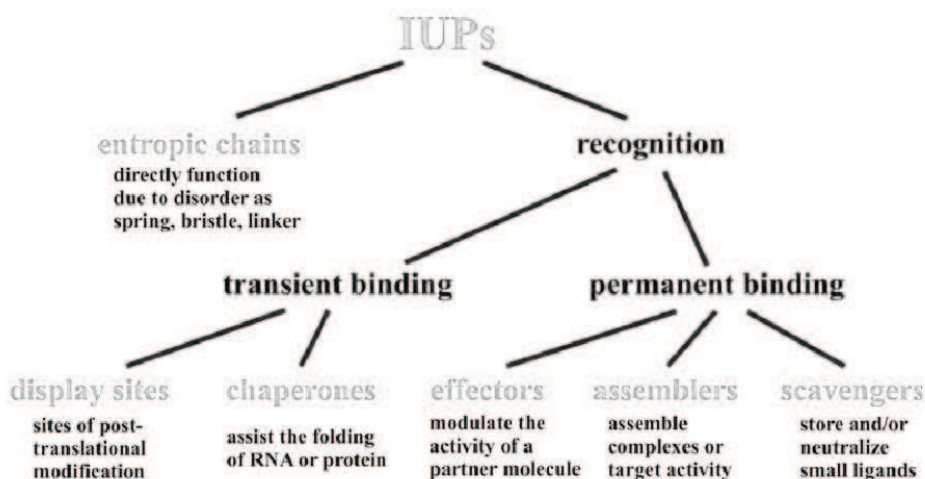 IUPs
entropic chains
directly function
due to disorder as
spring, bristle, linker
recognition
transient binding
permanent binding
display sites
sites of post-
translational
modification
chaperones
assist the folding
of RNA or protein
effectors
modulate the
activity of a
partner molecule
assemblers
assemble
complexes or
target activity
scavengers
store and/or
neutralize
small ligands